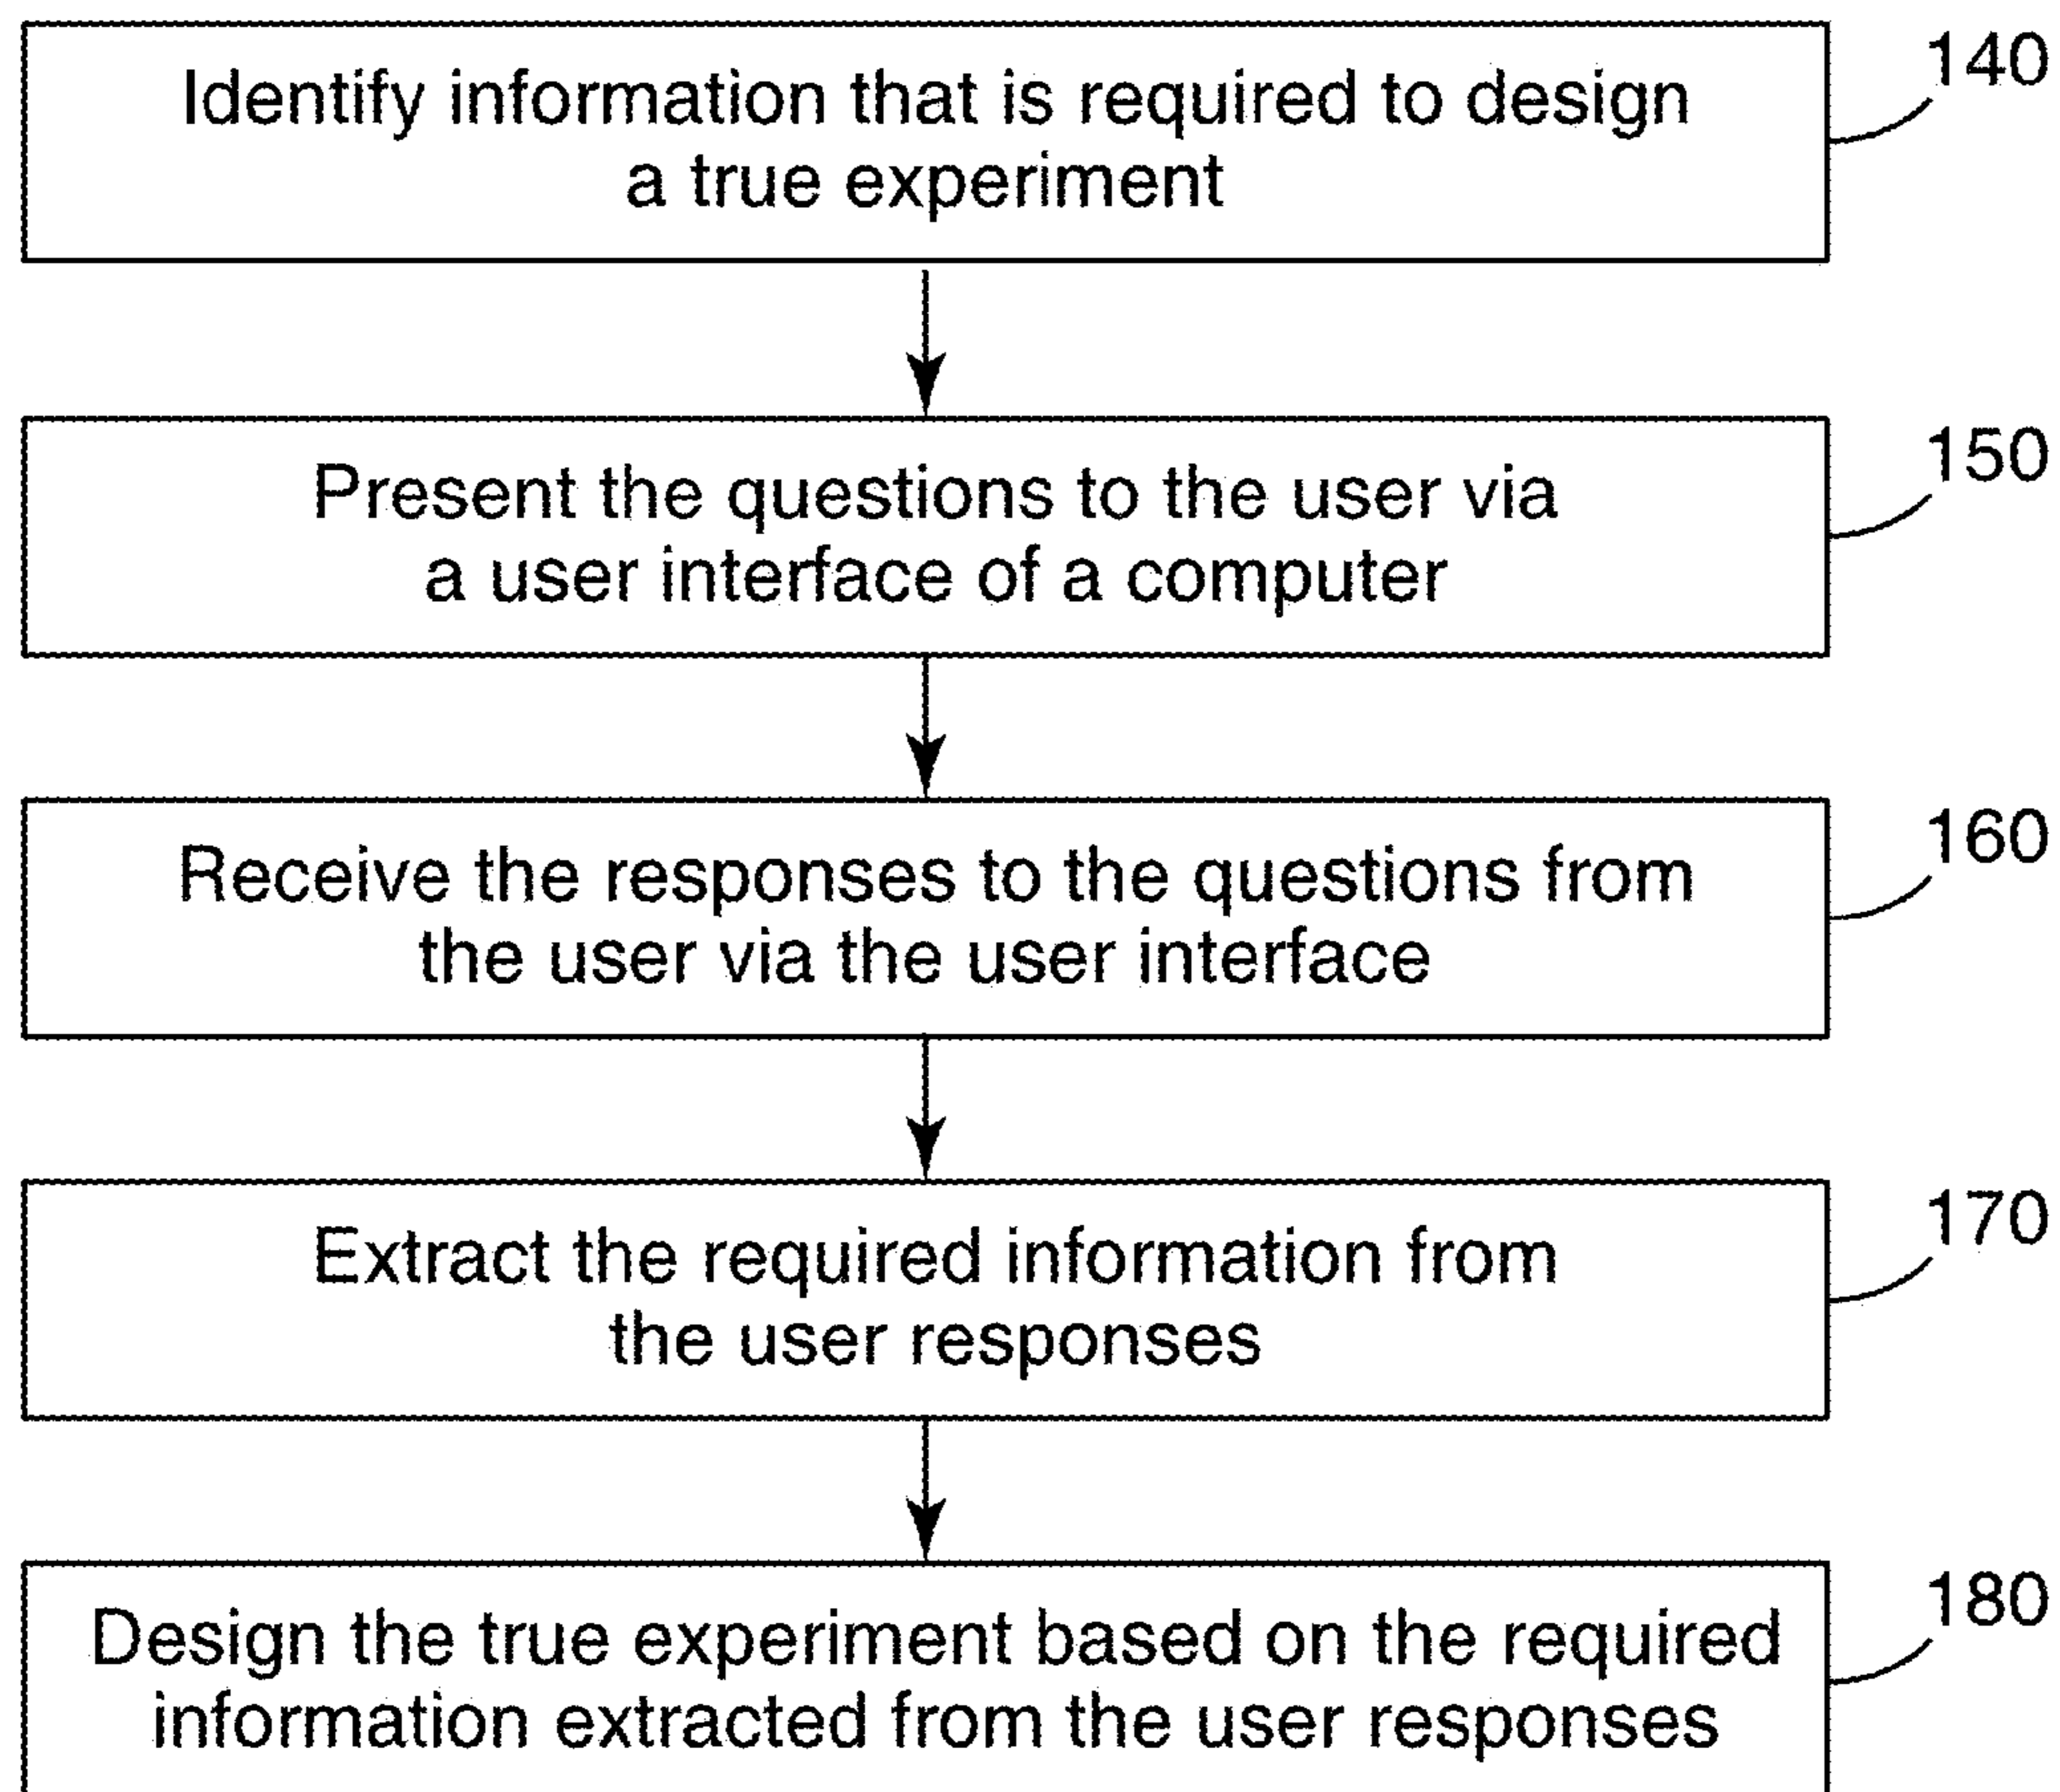 Identify information that is required to design
a true experiment
140
Present the questions to the user via
a user interface of a computer
150
Receive the responses to the questions from
the user via the user interface
160
Extract the required information from
the user responses
170
Design the true experiment based on the required
information extracted from the user responses
180